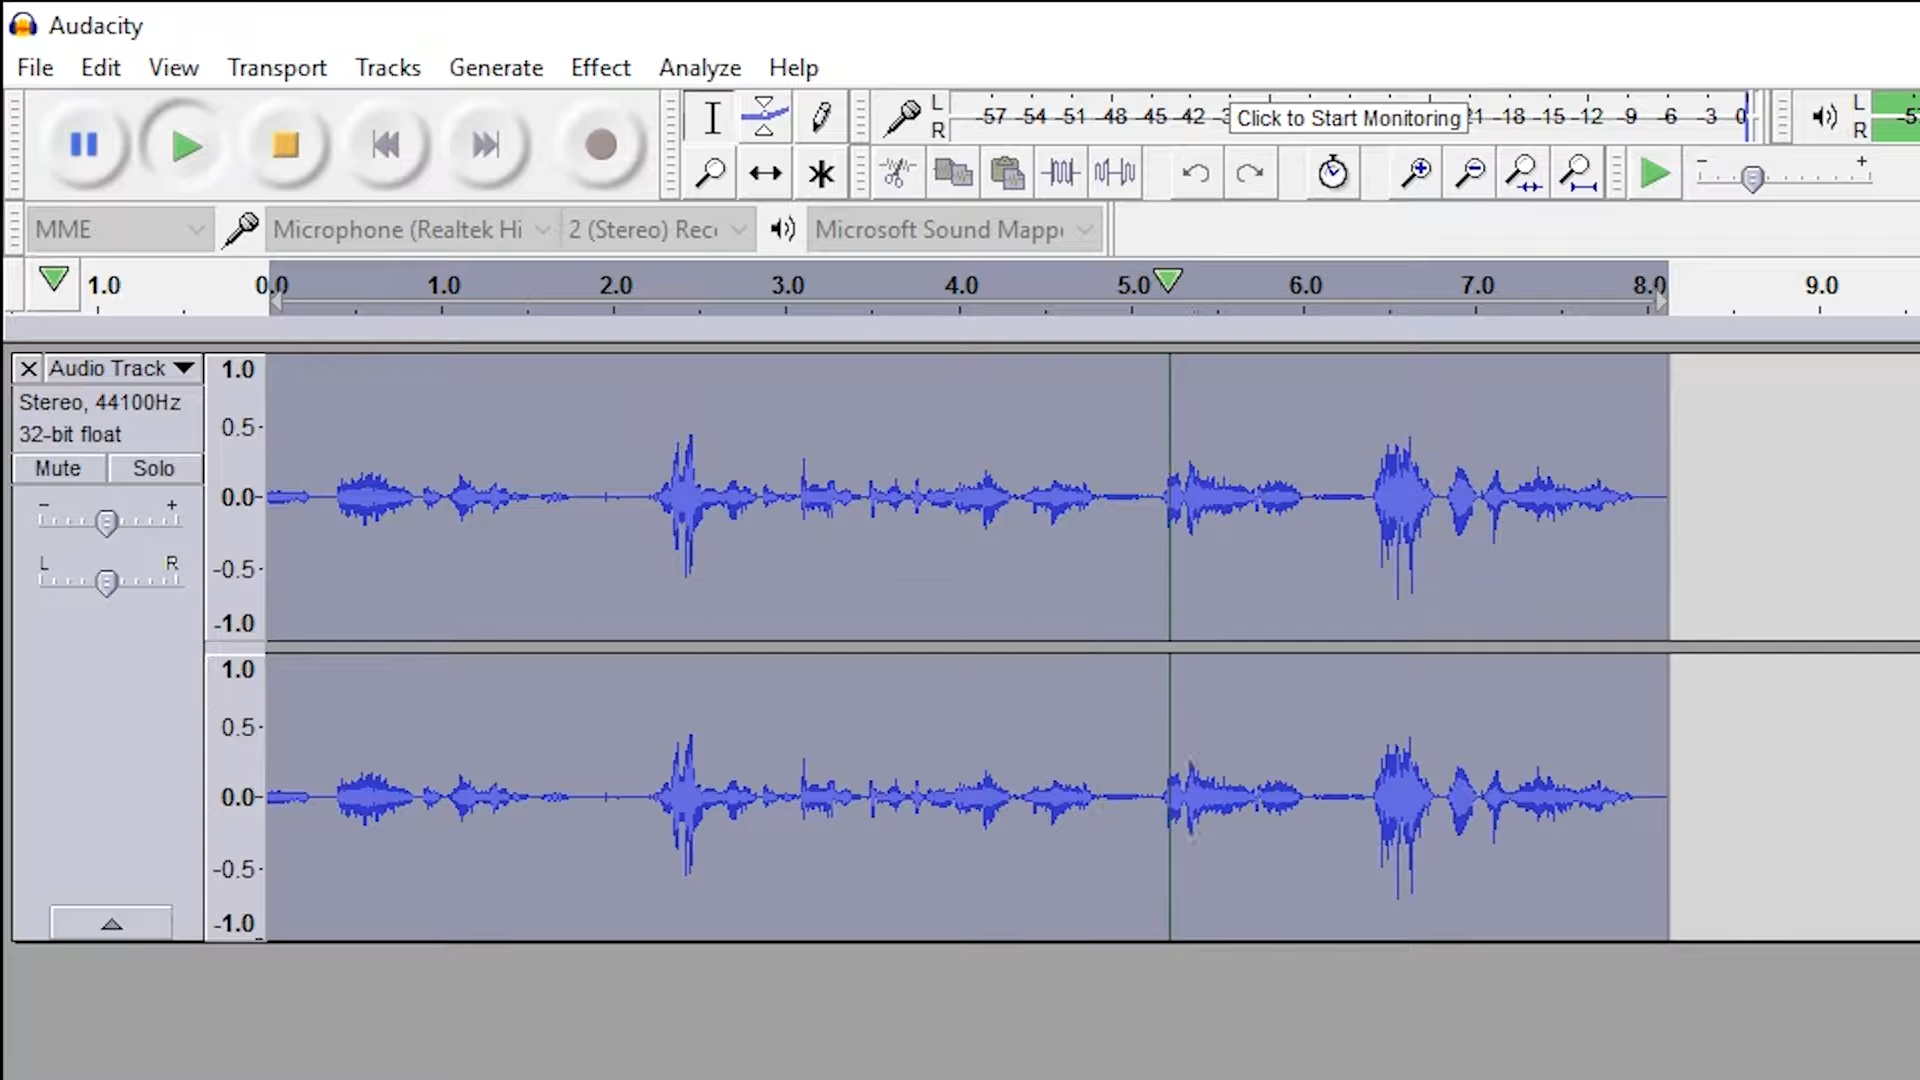 Audacity
File Edit View Transport Tracks Generate Effect Analyze Help
L
R
-57 -54 -51 -48 -45 -42
Click to Start Monitoring
-18 -15 -12 -9 -6 -3 0
L
R
MME
Microphone (Realtek Hi
2 (Stereo) Rec
Microsoft Sound Mapp
1.0 0.0 1.0 2.0 3.0 4.0 5.0 6.0 7.0 8.0 9.0
Audio Track
Stereo, 44100Hz
32-bit float
Mute Solo
- +
L R
1.0
0.5
0.0
-0.5
-1.0
1.0
0.5
0.0
-0.5
-1.0